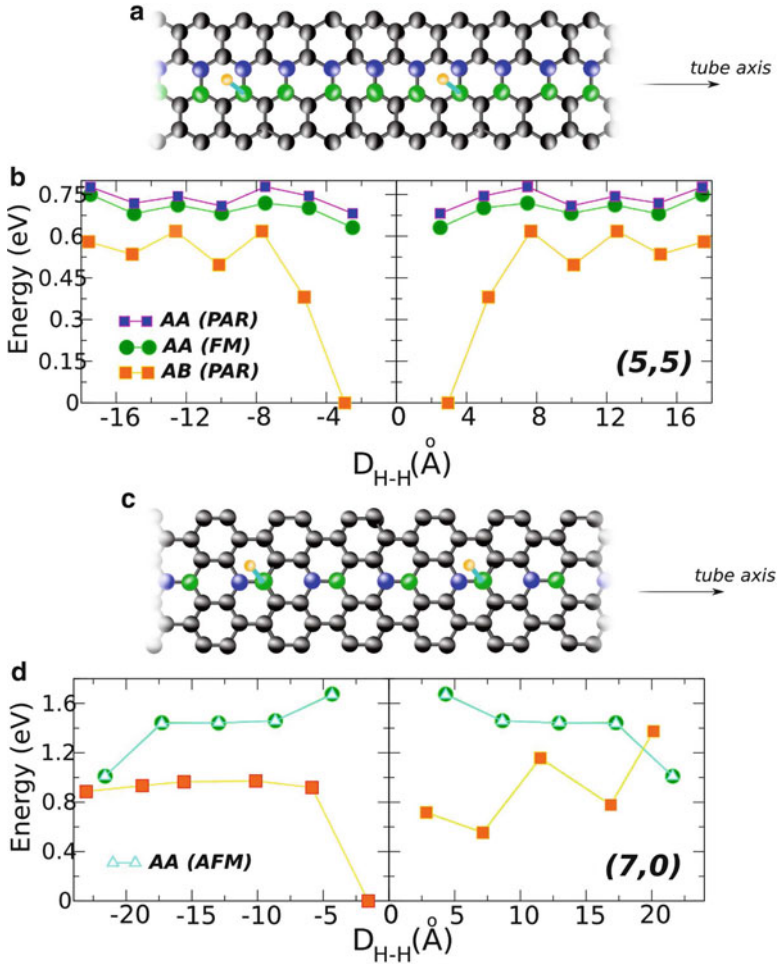 a
tube axis
b
0.75
0.6
0.45
0.3
0.15
0
Energy (eV)
AA (PAR)
AA (FM)
AB (PAR)
(5,5)
-16 -12 -8 -4 0 4 8 12 16
D_H-H(Å)
c
tube axis
d
1.6
1.2
0.8
0.4
0
Energy (eV)
AA (AFM)
(7,0)
-20 -15 -10 -5 0 5 10 15 20
D_H-H(Å)